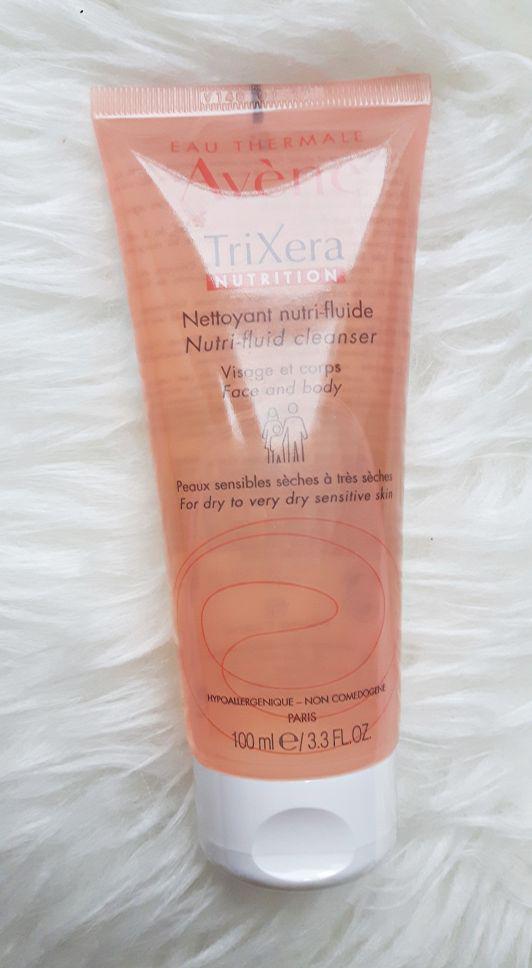 EAU THERMALE
Avène
TriXera
NUTRITION
Nettoyant nutri-fluide
Nutri-fluid cleanser
Visage et corps
Face and body
Peaux sensibles sèches à très sèches
For dry to very dry sensitive skin
HYPOALLERGENIQUE – NON COMEDOGENE
PARIS
100 ml ℮ / 3.3 FL.OZ.